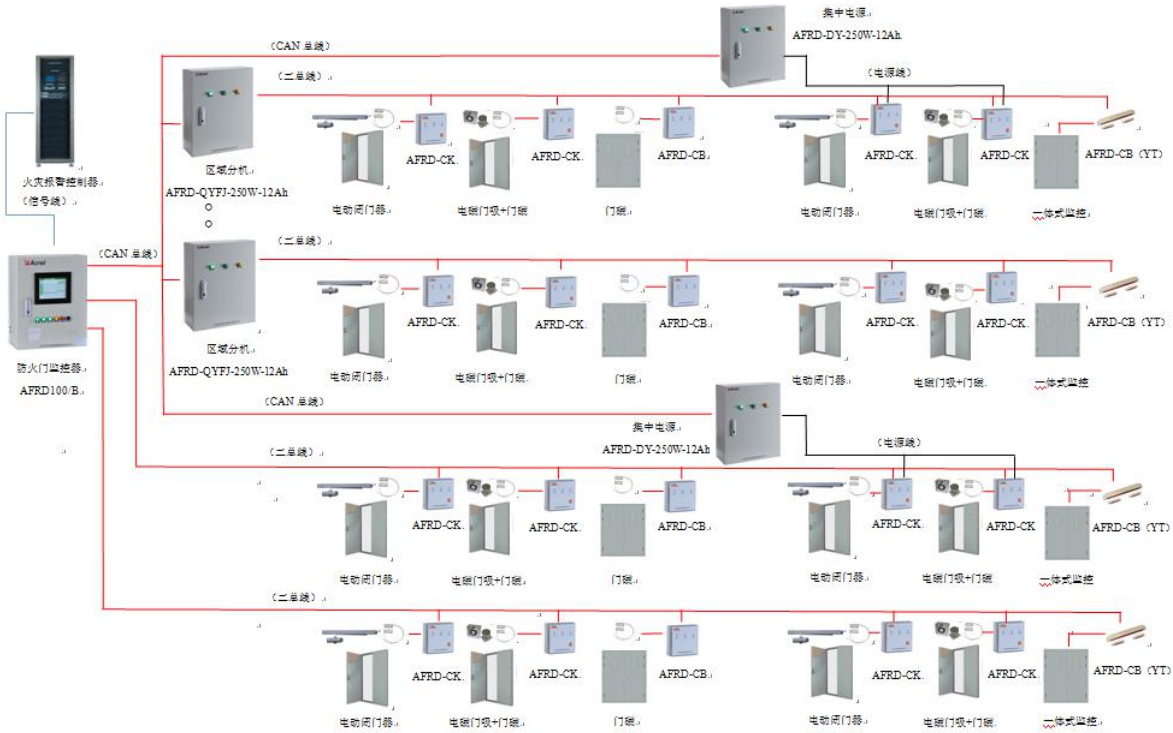 （CAN 总线）
集中电源
AFRD-DY-250W-12Ah
（二总线）
（电源线）
AFRD-CK
AFRD-CK
AFRD-CB
AFRD-CK
AFRD-CK
AFRD-CB（YT）
火灾报警控制器
（信号线）
区域分机
AFRD-QYFJ-250W-12Ah
电动闭门器
电磁门吸+门磁
门磁
电动闭门器
电磁门吸+门磁
一体式监控
（CAN 总线）
（二总线）
Acrel
AFRD-CK
AFRD-CK
AFRD-CB
AFRD-CK
AFRD-CK
AFRD-CB（YT）
区域分机
AFRD-QYFJ-250W-12Ah
防火门监控器
AFRD100/B
电动闭门器
电磁门吸+门磁
门磁
电动闭门器
电磁门吸+门磁
一体式监控
（CAN 总线）
集中电源
AFRD-DY-250W-12Ah
（电源线）
（二总线）
AFRD-CK
AFRD-CK
AFRD-CB
AFRD-CK
AFRD-CK
AFRD-CB（YT）
电动闭门器
电磁门吸+门磁
门磁
电动闭门器
电磁门吸+门磁
一体式监控
（二总线）
AFRD-CK
AFRD-CK
AFRD-CB
AFRD-CK
AFRD-CK
AFRD-CB（YT）
电动闭门器
电磁门吸+门磁
门磁
电动闭门器
电磁门吸+门磁
一体式监控